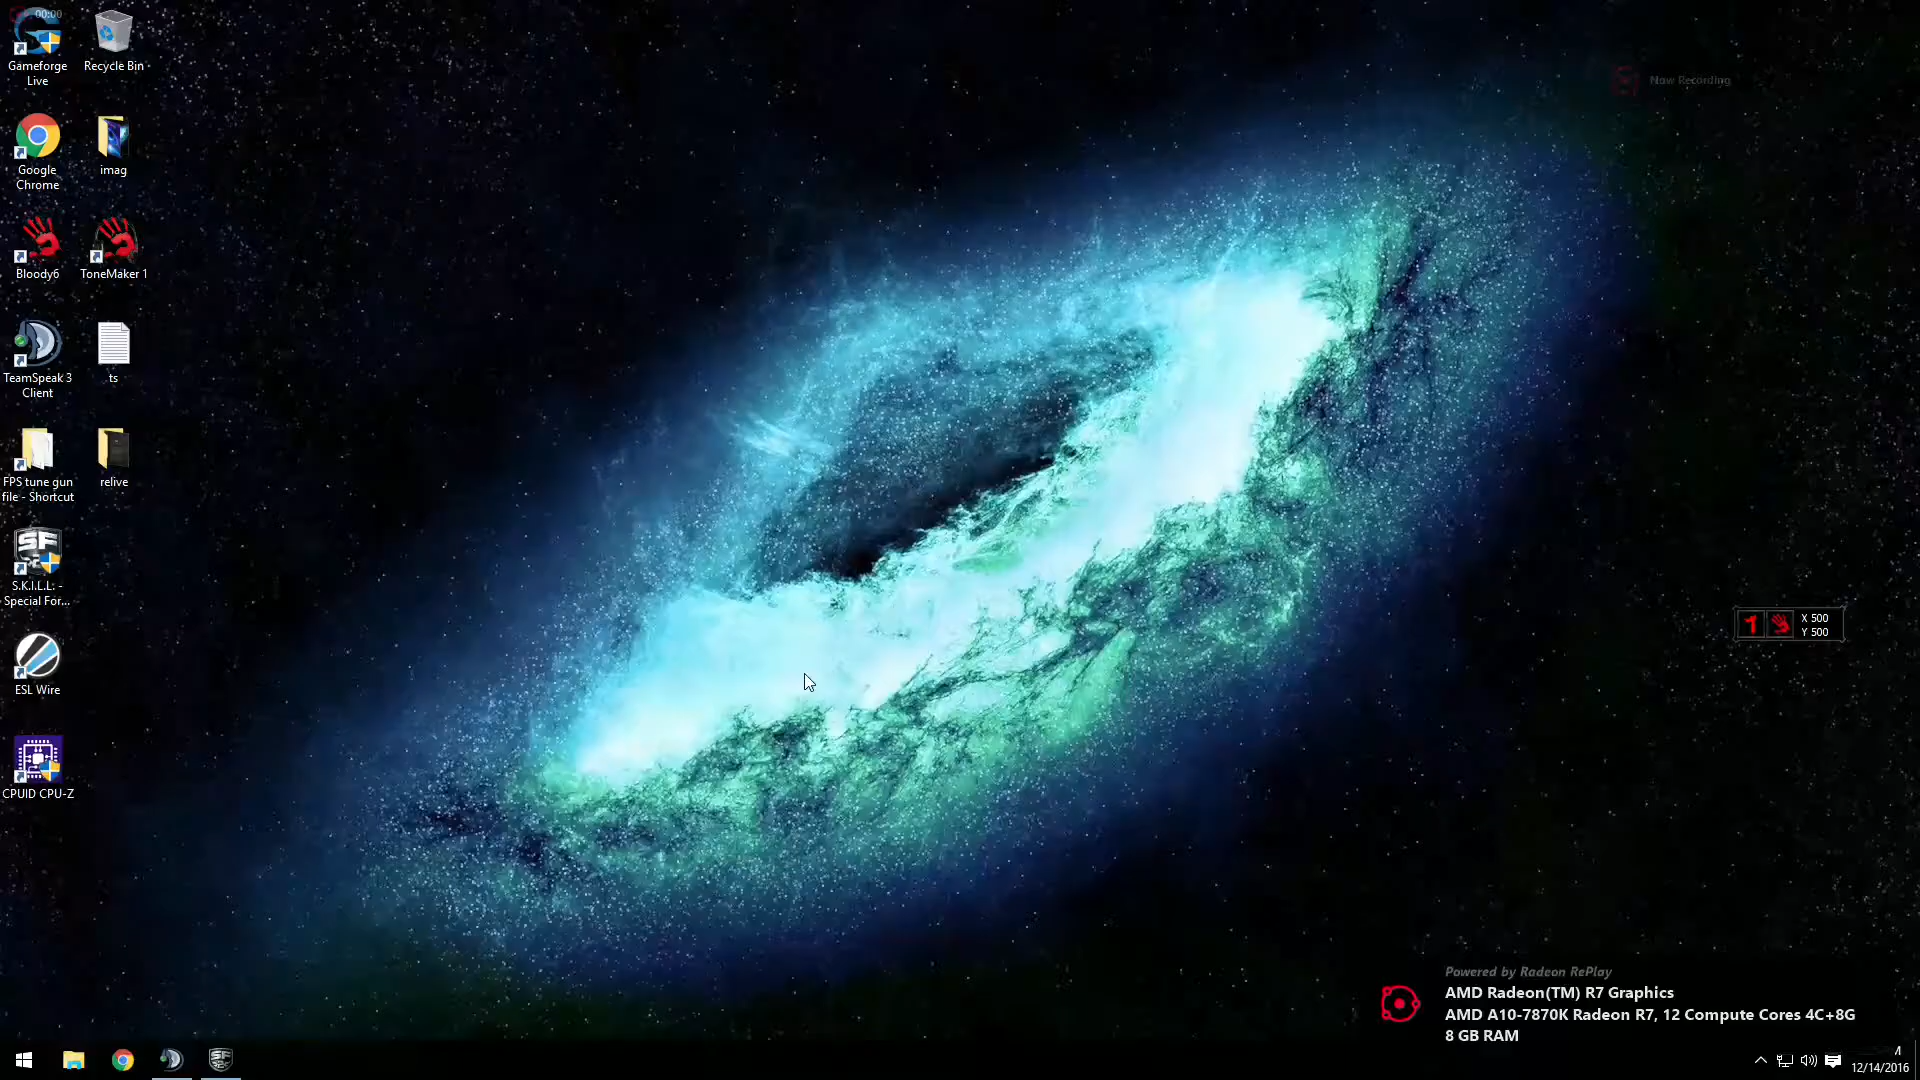 00:00
Gameforge
Live
Recycle Bin
Now Recording
Google
Chrome
imag
Bloody6
ToneMaker 1
TeamSpeak 3
Client
ts
FPS tune gun
file - Shortcut
relive
SF
S.K.I.L.L. -
Special For...
X 500
Y 500
ESL Wire
CPUID CPU-Z
Powered by Radeon RePlay
AMD Radeon(TM) R7 Graphics
AMD A10-7870K Radeon R7, 12 Compute Cores 4C+8G
8 GB RAM
SF
12/14/2016